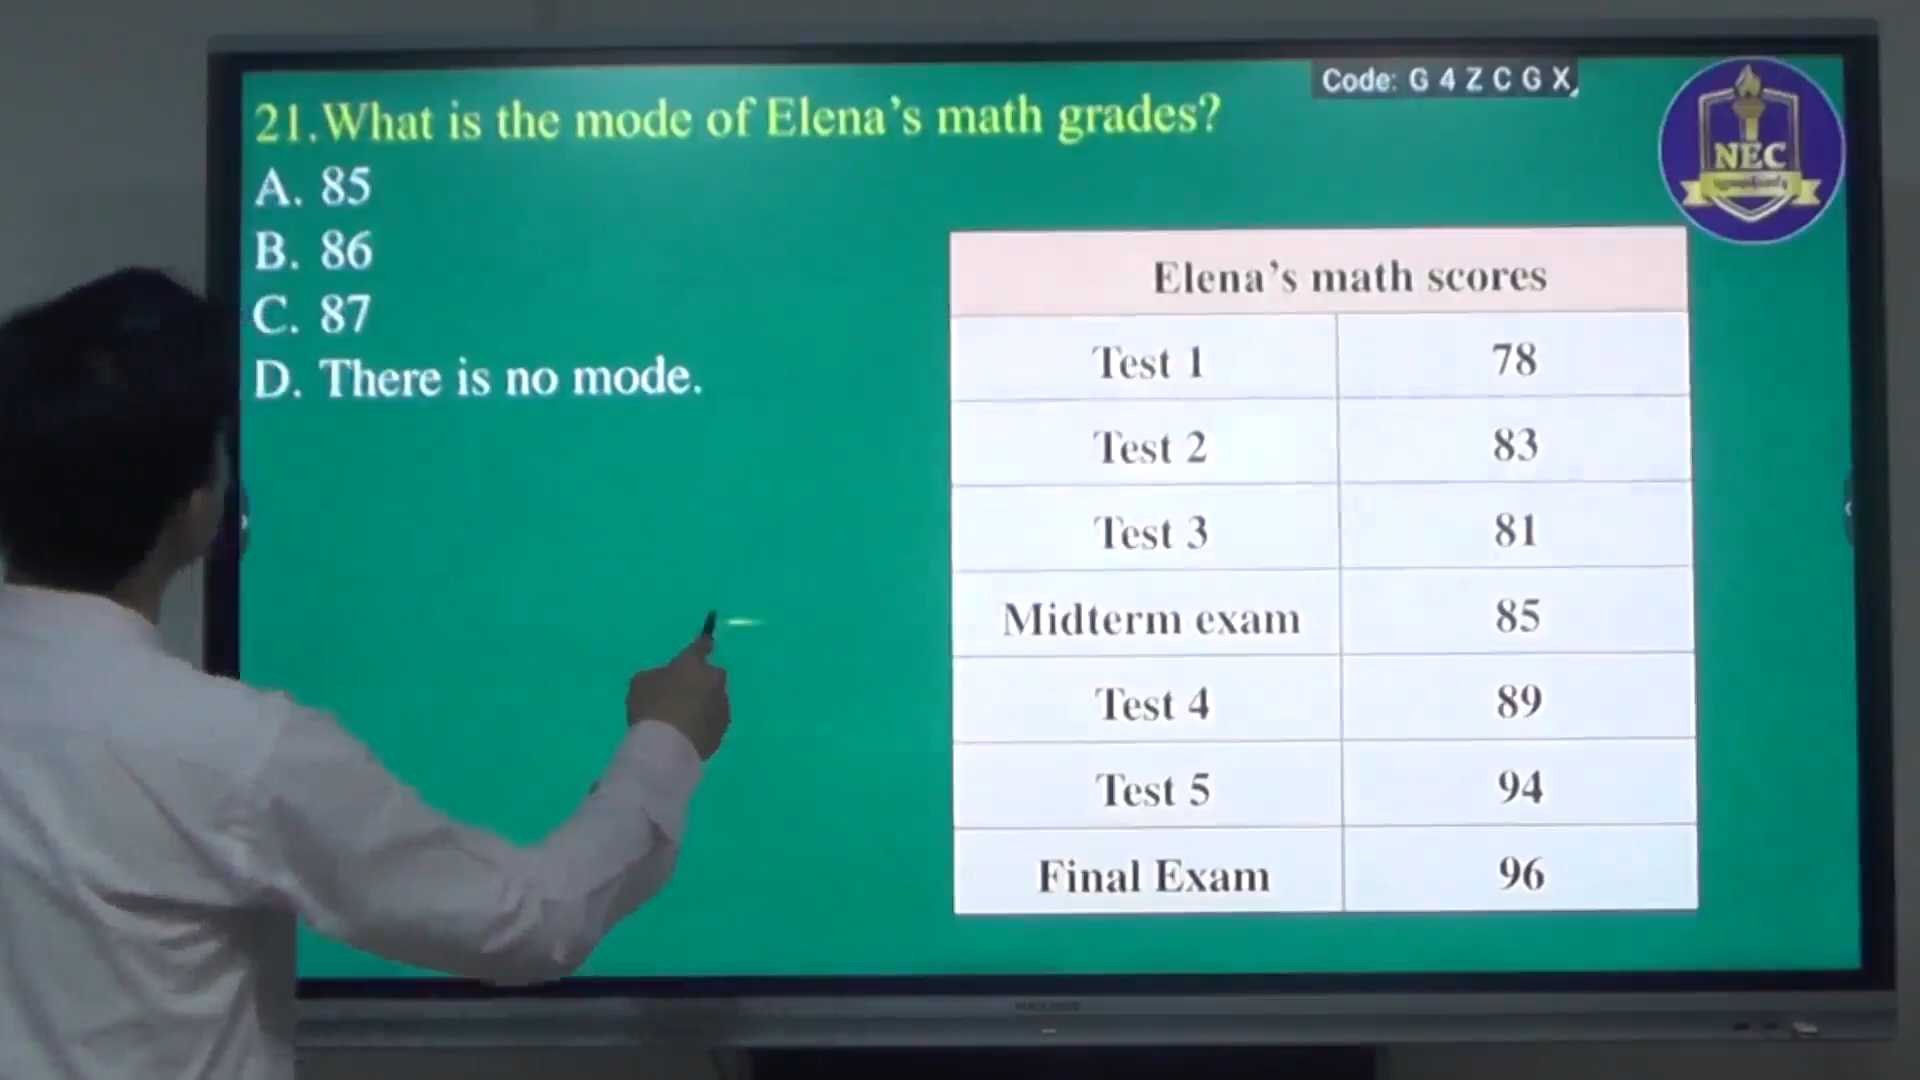 Code: G 4 Z C G X
21.What is the mode of Elena's math grades?
A. 85
B. 86
C. 87
D. There is no mode.
NEC
Elena's math scores
Test 1 78
Test 2 83
Test 3 81
Midterm exam 85
Test 4 89
Test 5 94
Final Exam 96